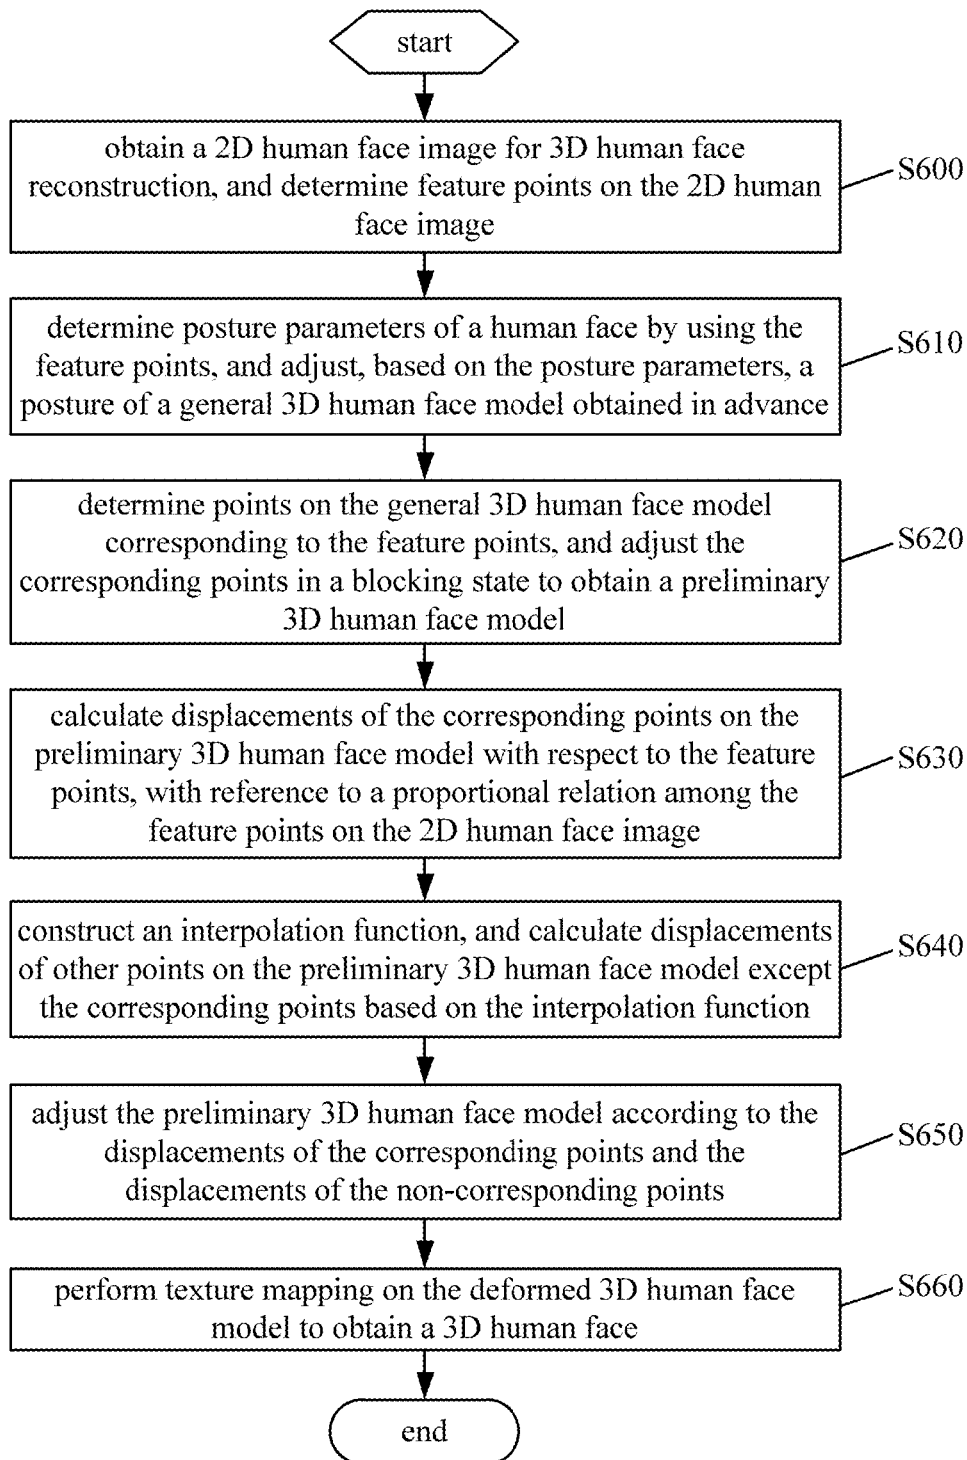 start
obtain a 2D human face image for 3D human face
reconstruction, and determine feature points on the 2D human
face image
S600
determine posture parameters of a human face by using the
feature points, and adjust, based on the posture parameters, a
posture of a general 3D human face model obtained in advance
S610
determine points on the general 3D human face model
corresponding to the feature points, and adjust the
corresponding points in a blocking state to obtain a preliminary
3D human face model
S620
calculate displacements of the corresponding points on the
preliminary 3D human face model with respect to the feature
points, with reference to a proportional relation among the
feature points on the 2D human face image
S630
construct an interpolation function, and calculate displacements
of other points on the preliminary 3D human face model except
the corresponding points based on the interpolation function
S640
adjust the preliminary 3D human face model according to the
displacements of the corresponding points and the
displacements of the non-corresponding points
S650
perform texture mapping on the deformed 3D human face
model to obtain a 3D human face
S660
end